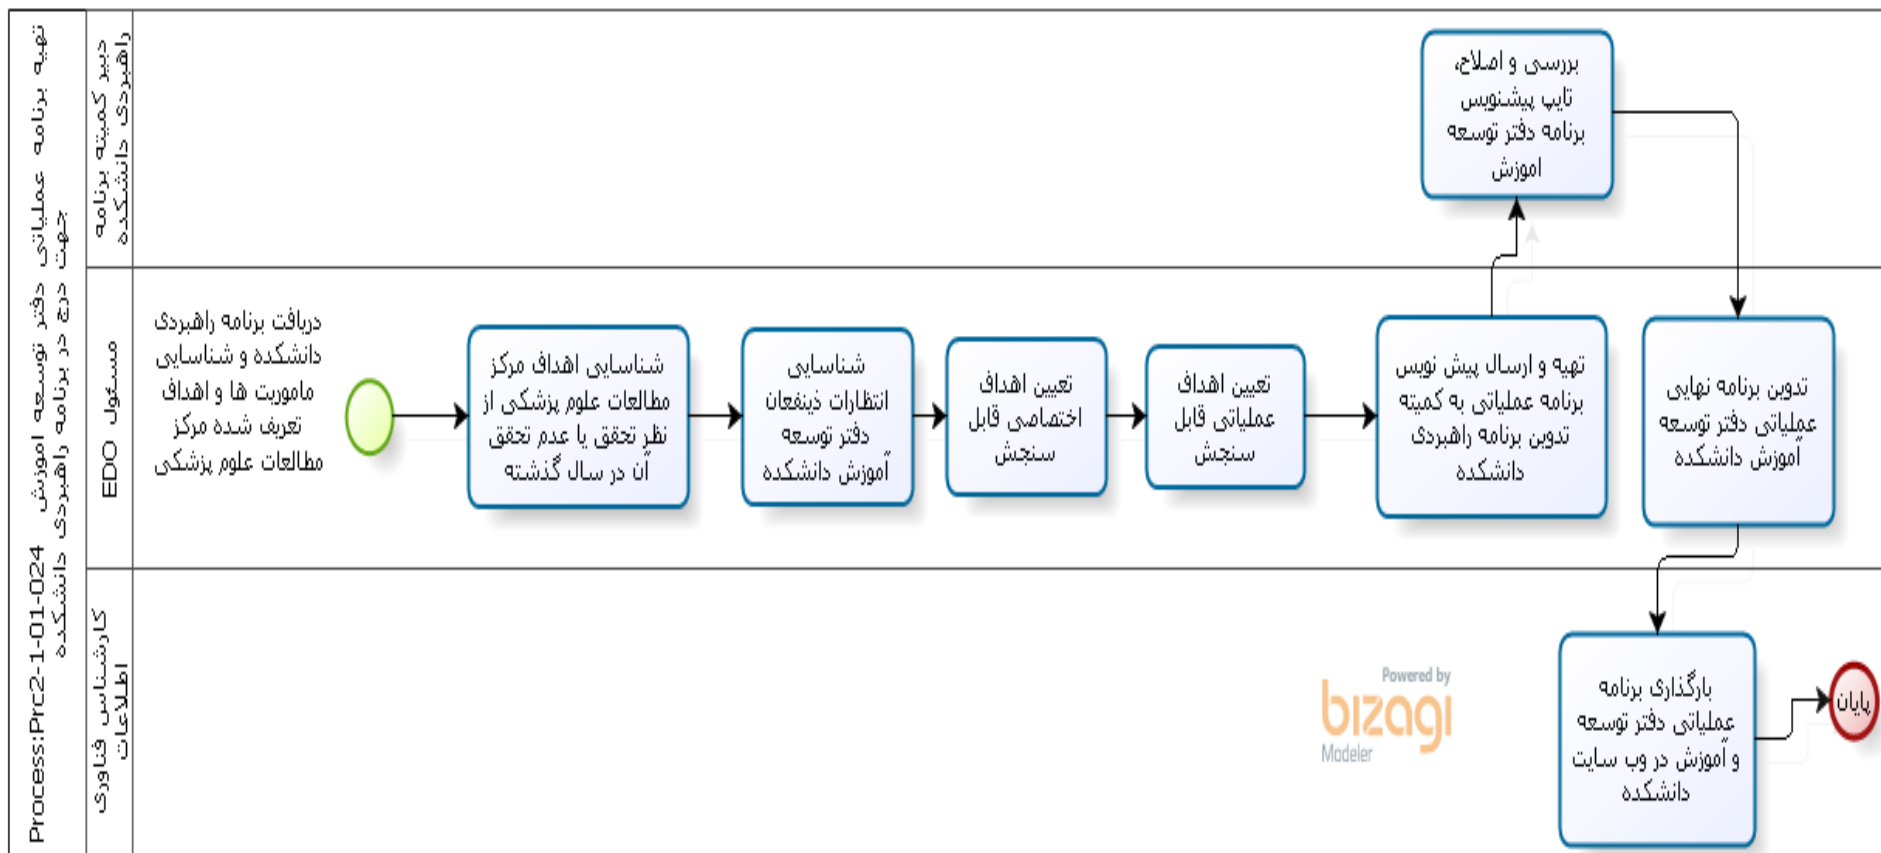 Process:Prc2-1-01-024 تهیه برنامه عملیاتی دفتر توسعه اموزش
جهت درج در برنامه راهبردی دانشکده
دبیر کمیته برنامه
راهبردی دانشکده
بررسی و اصلاح،
تایپ پیشنویس
برنامه دفتر توسعه
اموزش
مسئول EDO
دریافت برنامه راهبردی
دانشکده و شناسایی
ماموریت ها و اهداف
تعریف شده مرکز
مطالعات علوم پزشکی
شناسایی اهداف مرکز
مطالعات علوم پزشکی از
نظر تحقق یا عدم تحقق
آن در سال گذشته
شناسایی
انتظارات ذینفعان
دفتر توسعه
آموزش دانشکده
تعیین اهداف
اختصاصی قابل
سنجش
تعیین اهداف
عملیاتی قابل
سنجش
تهیه و ارسال پیش نویس
برنامه عملیاتی به کمیته
تدوین برنامه راهبردی
دانشکده
تدوین برنامه نهایی
عملیاتی دفتر توسعه
آموزش دانشکده
کارشناس فناوری
اطلاعات
بارگذاری برنامه
عملیاتی دفتر توسعه
و آموزش در وب سایت
دانشکده
پایان
Powered by
bizagi
Modeler